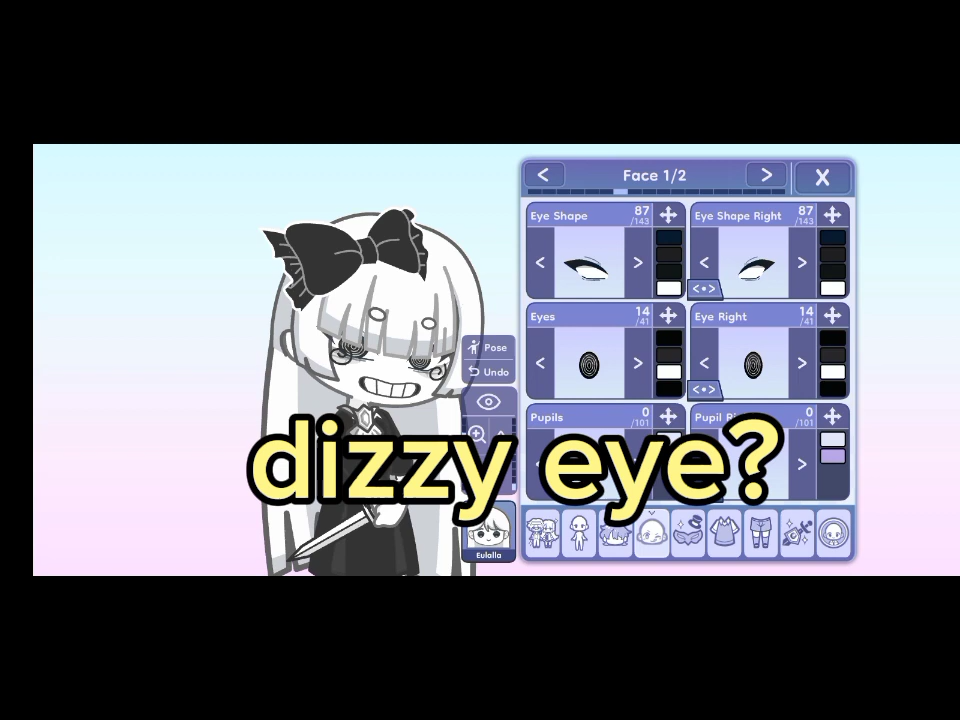 < Face 1/2 > X
Eye Shape 87 /143
Eye Shape Right 87 /143
< >
< >
<•>
Eyes 14 /41
Eye Right 14 /41
< >
< >
<•>
Pose
Undo
Pupils 0 /101
0 /101
>
dizzy eye?
Eulalla